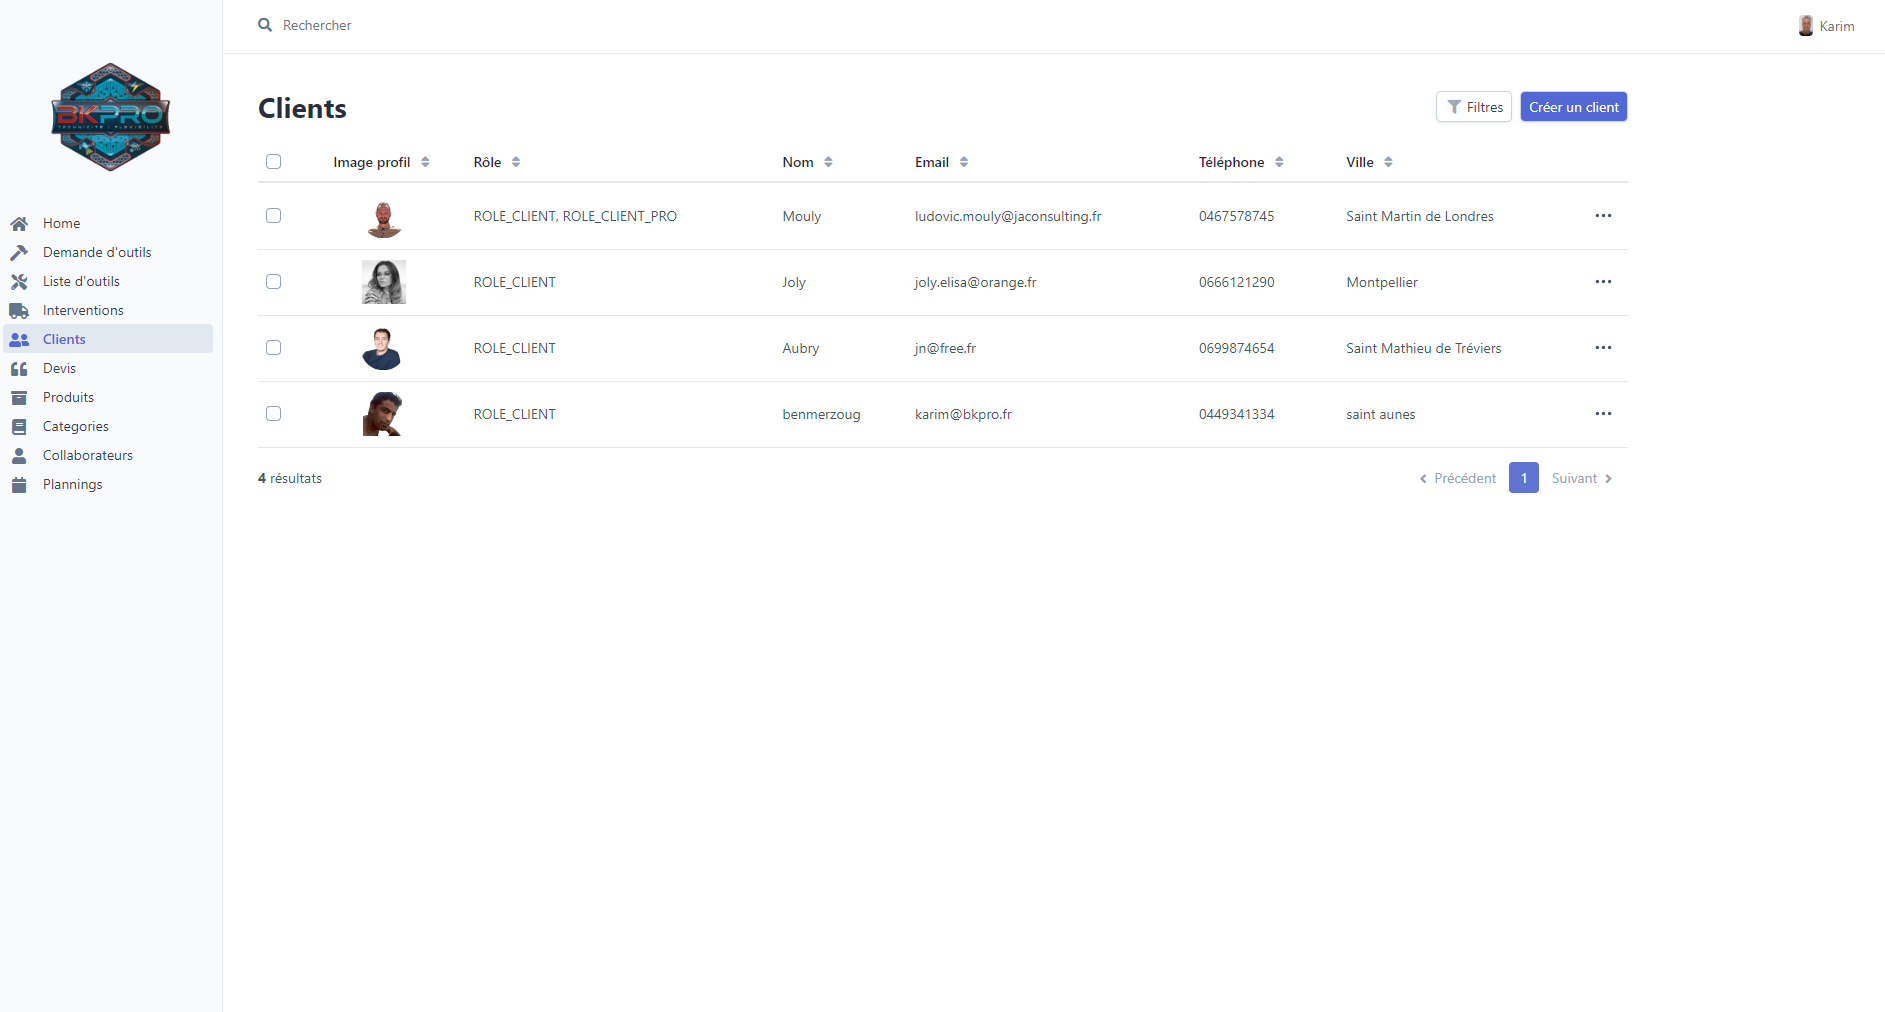 Rechercher
Karim
BKPRO
TECHNICITÉ | FLEXIBILITÉ
Home
Demande d'outils
Liste d'outils
Interventions
Clients
Devis
Produits
Categories
Collaborateurs
Plannings
Clients
Filtres
Créer un client
Image profil Rôle Nom Email Téléphone Ville
ROLE_CLIENT, ROLE_CLIENT_PRO Mouly ludovic.mouly@jaconsulting.fr 0467578745 Saint Martin de Londres ...
ROLE_CLIENT Joly joly.elisa@orange.fr 0666121290 Montpellier ...
ROLE_CLIENT Aubry jn@free.fr 0699874654 Saint Mathieu de Tréviers ...
ROLE_CLIENT benmerzoug karim@bkpro.fr 0449341334 saint aunes ...
4 résultats
Précédent 1 Suivant